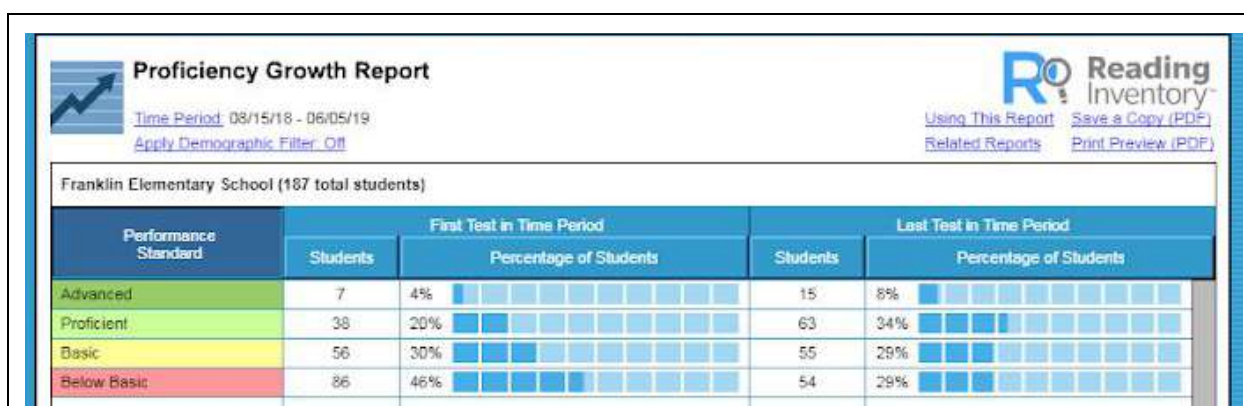 Proficiency Growth Report
Time Period: 08/15/18 - 06/05/19
Apply Demographic Filter: Off
Reading
Inventory
Using This Report Save a Copy (PDF)
Related Reports Print Preview (PDF)
Franklin Elementary School (187 total students)
Performance Standard
First Test in Time Period Last Test in Time Period
Students Percentage of Students Students Percentage of Students
Advanced 7 4% 15 8%
Proficient 38 20% 63 34%
Basic 56 30% 55 29%
Below Basic 86 46% 54 29%